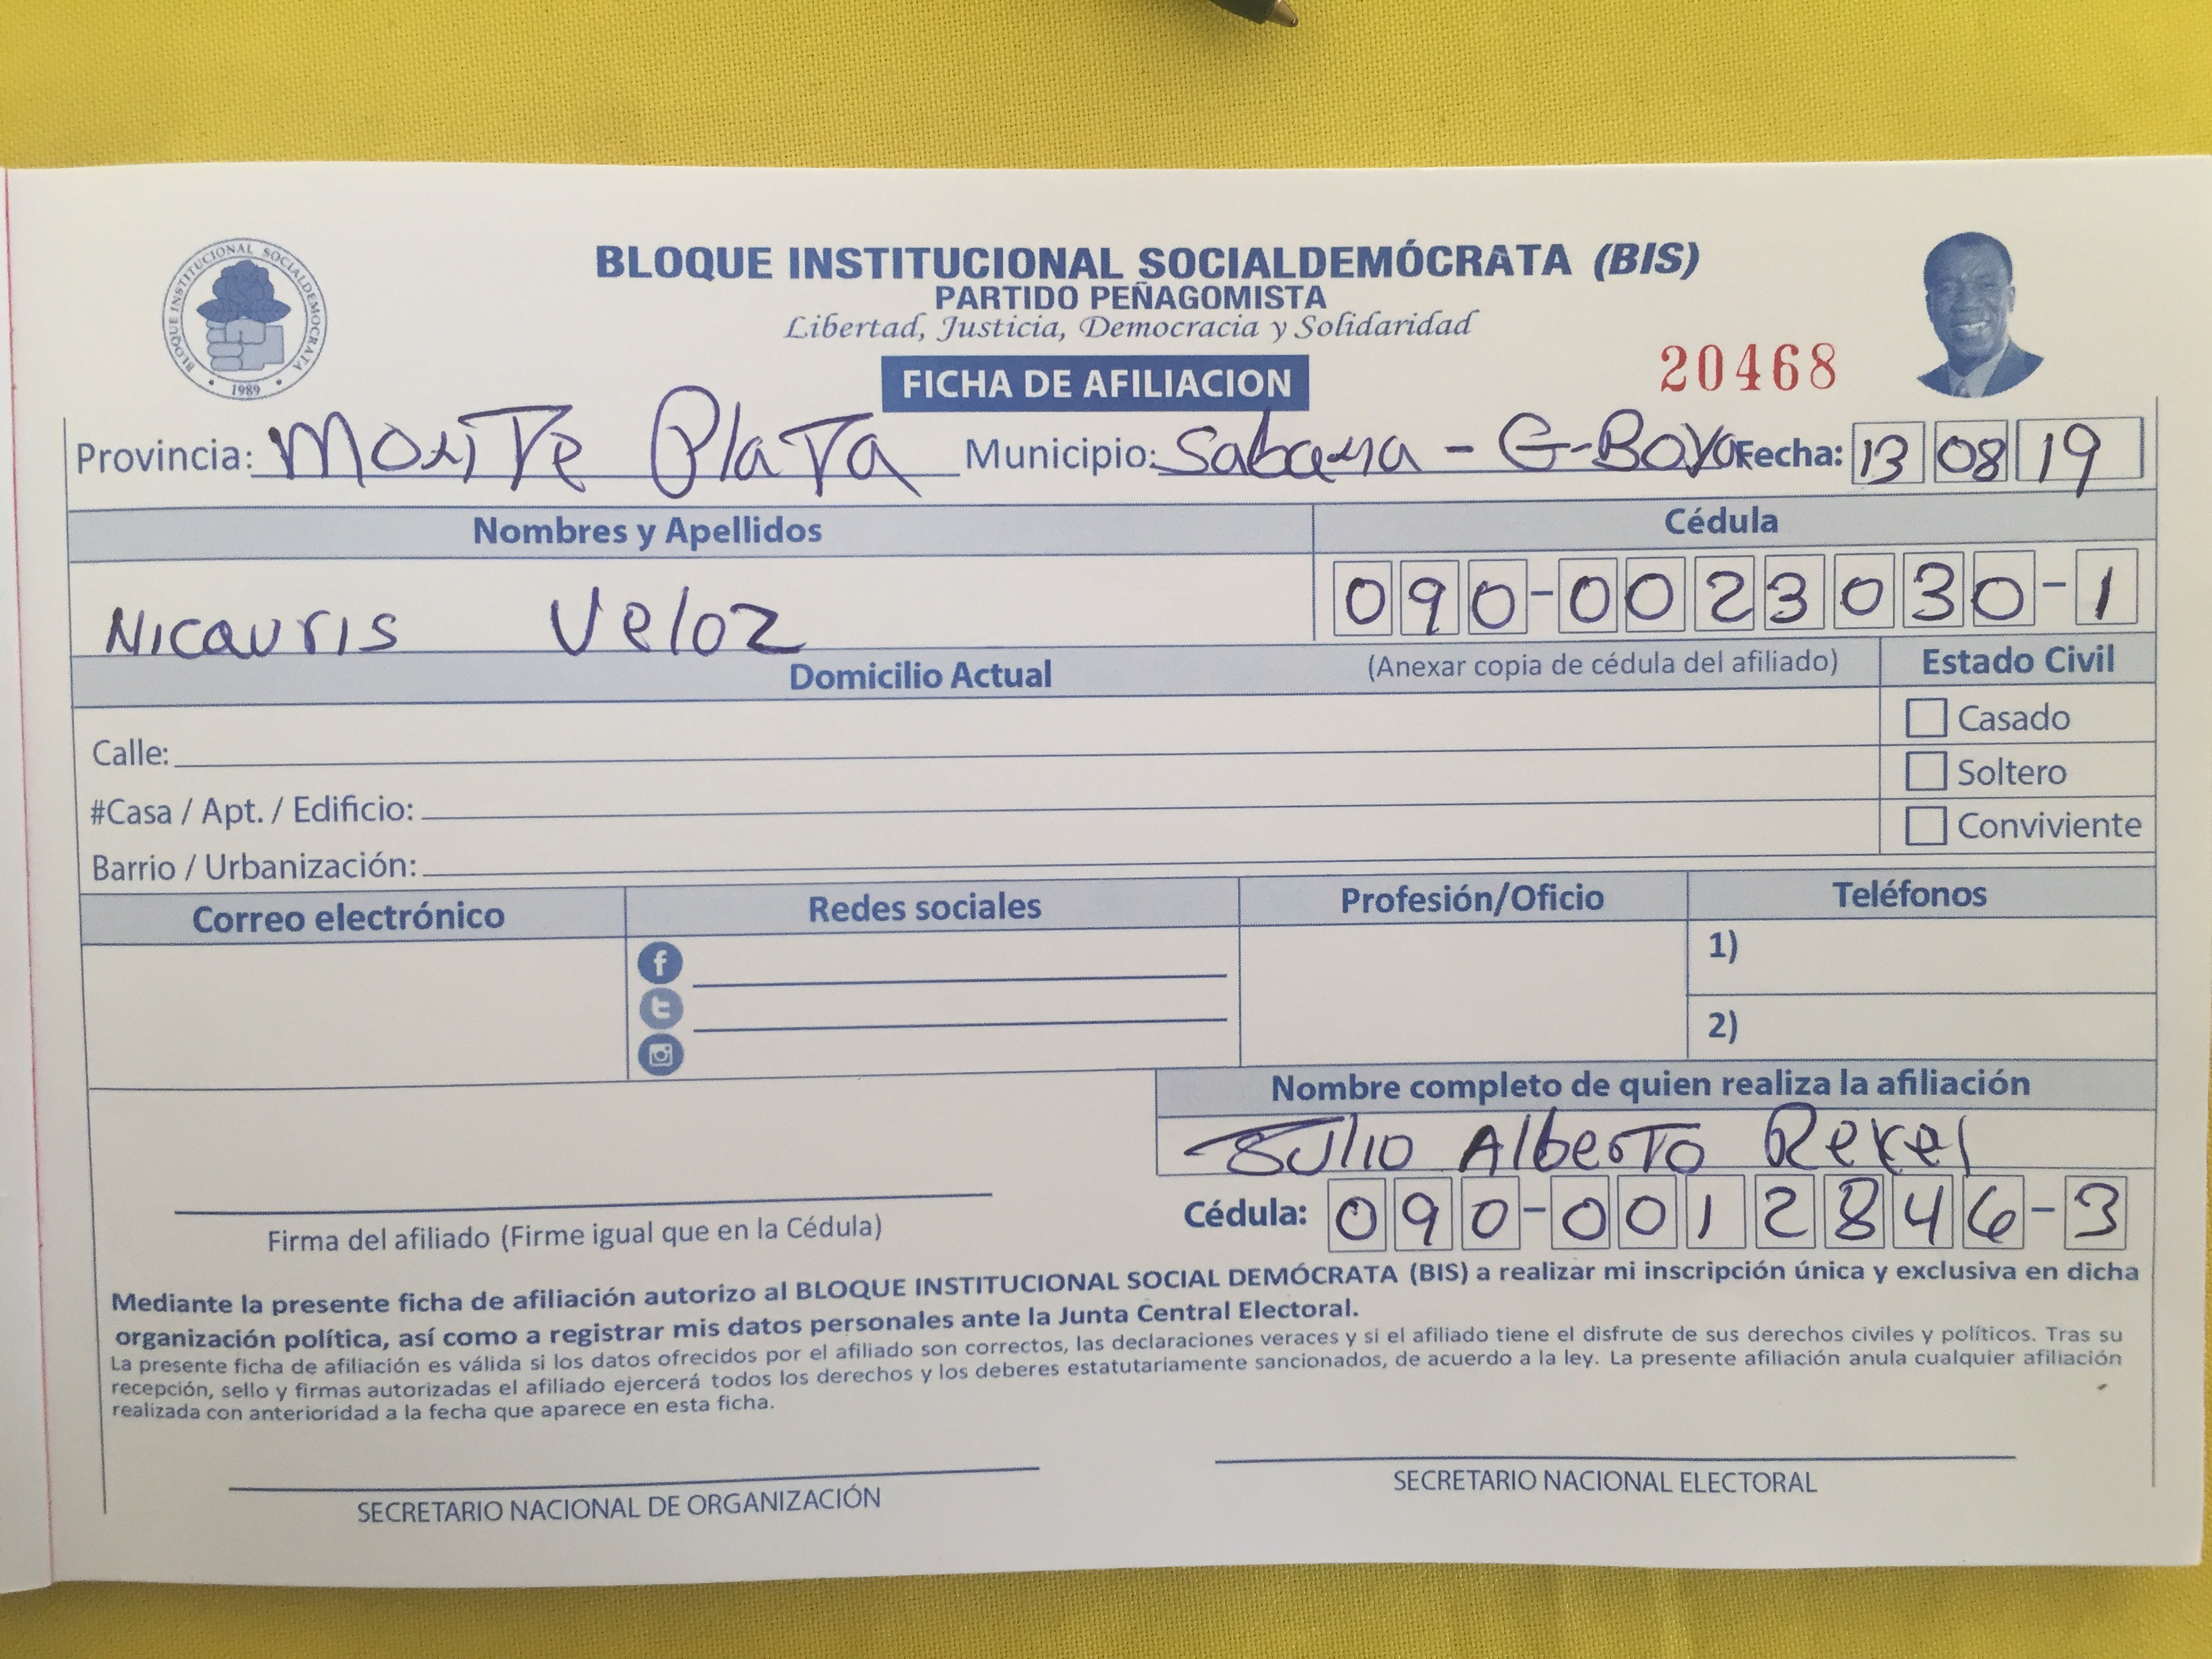 BLOQUE INSTITUCIONAL SOCIALDEMOCRATA
1989
BLOQUE INSTITUCIONAL SOCIALDEMÓCRATA (BIS)
PARTIDO PEÑAGOMISTA
Libertad, Justicia, Democracia y Solidaridad
FICHA DE AFILIACION
20468
Provincia: Monte Plata Municipio: Sabana - G-Boya Fecha: 13 08 19
Nombres y Apellidos Cédula
Nicauris Veloz 090-0023030-1
Domicilio Actual (Anexar copia de cédula del afiliado) Estado Civil
Casado
Calle:
Soltero
#Casa / Apt. / Edificio:
Conviviente
Barrio / Urbanización:
Correo electrónico Redes sociales Profesión/Oficio Teléfonos
1)
2)
Nombre completo de quien realiza la afiliación
Julio Alberto
Cédula: 090-0012846-3
Firma del afiliado (Firme igual que en la Cédula)
Mediante la presente ficha de afiliación autorizo al BLOQUE INSTITUCIONAL SOCIAL DEMÓCRATA (BIS) a realizar mi inscripción única y exclusiva en dicha
organización política, así como a registrar mis datos personales ante la Junta Central Electoral.
La presente ficha de afiliación es válida si los datos ofrecidos por el afiliado son correctos, las declaraciones veraces y si el afiliado tiene el disfrute de sus derechos civiles y políticos. Tras su
recepción, sello y firmas autorizadas el afiliado ejercerá todos los derechos y los deberes estatutariamente sancionados, de acuerdo a la ley. La presente afiliación anula cualquier afiliación
realizada con anterioridad a la fecha que aparece en esta ficha.
SECRETARIO NACIONAL DE ORGANIZACIÓN SECRETARIO NACIONAL ELECTORAL